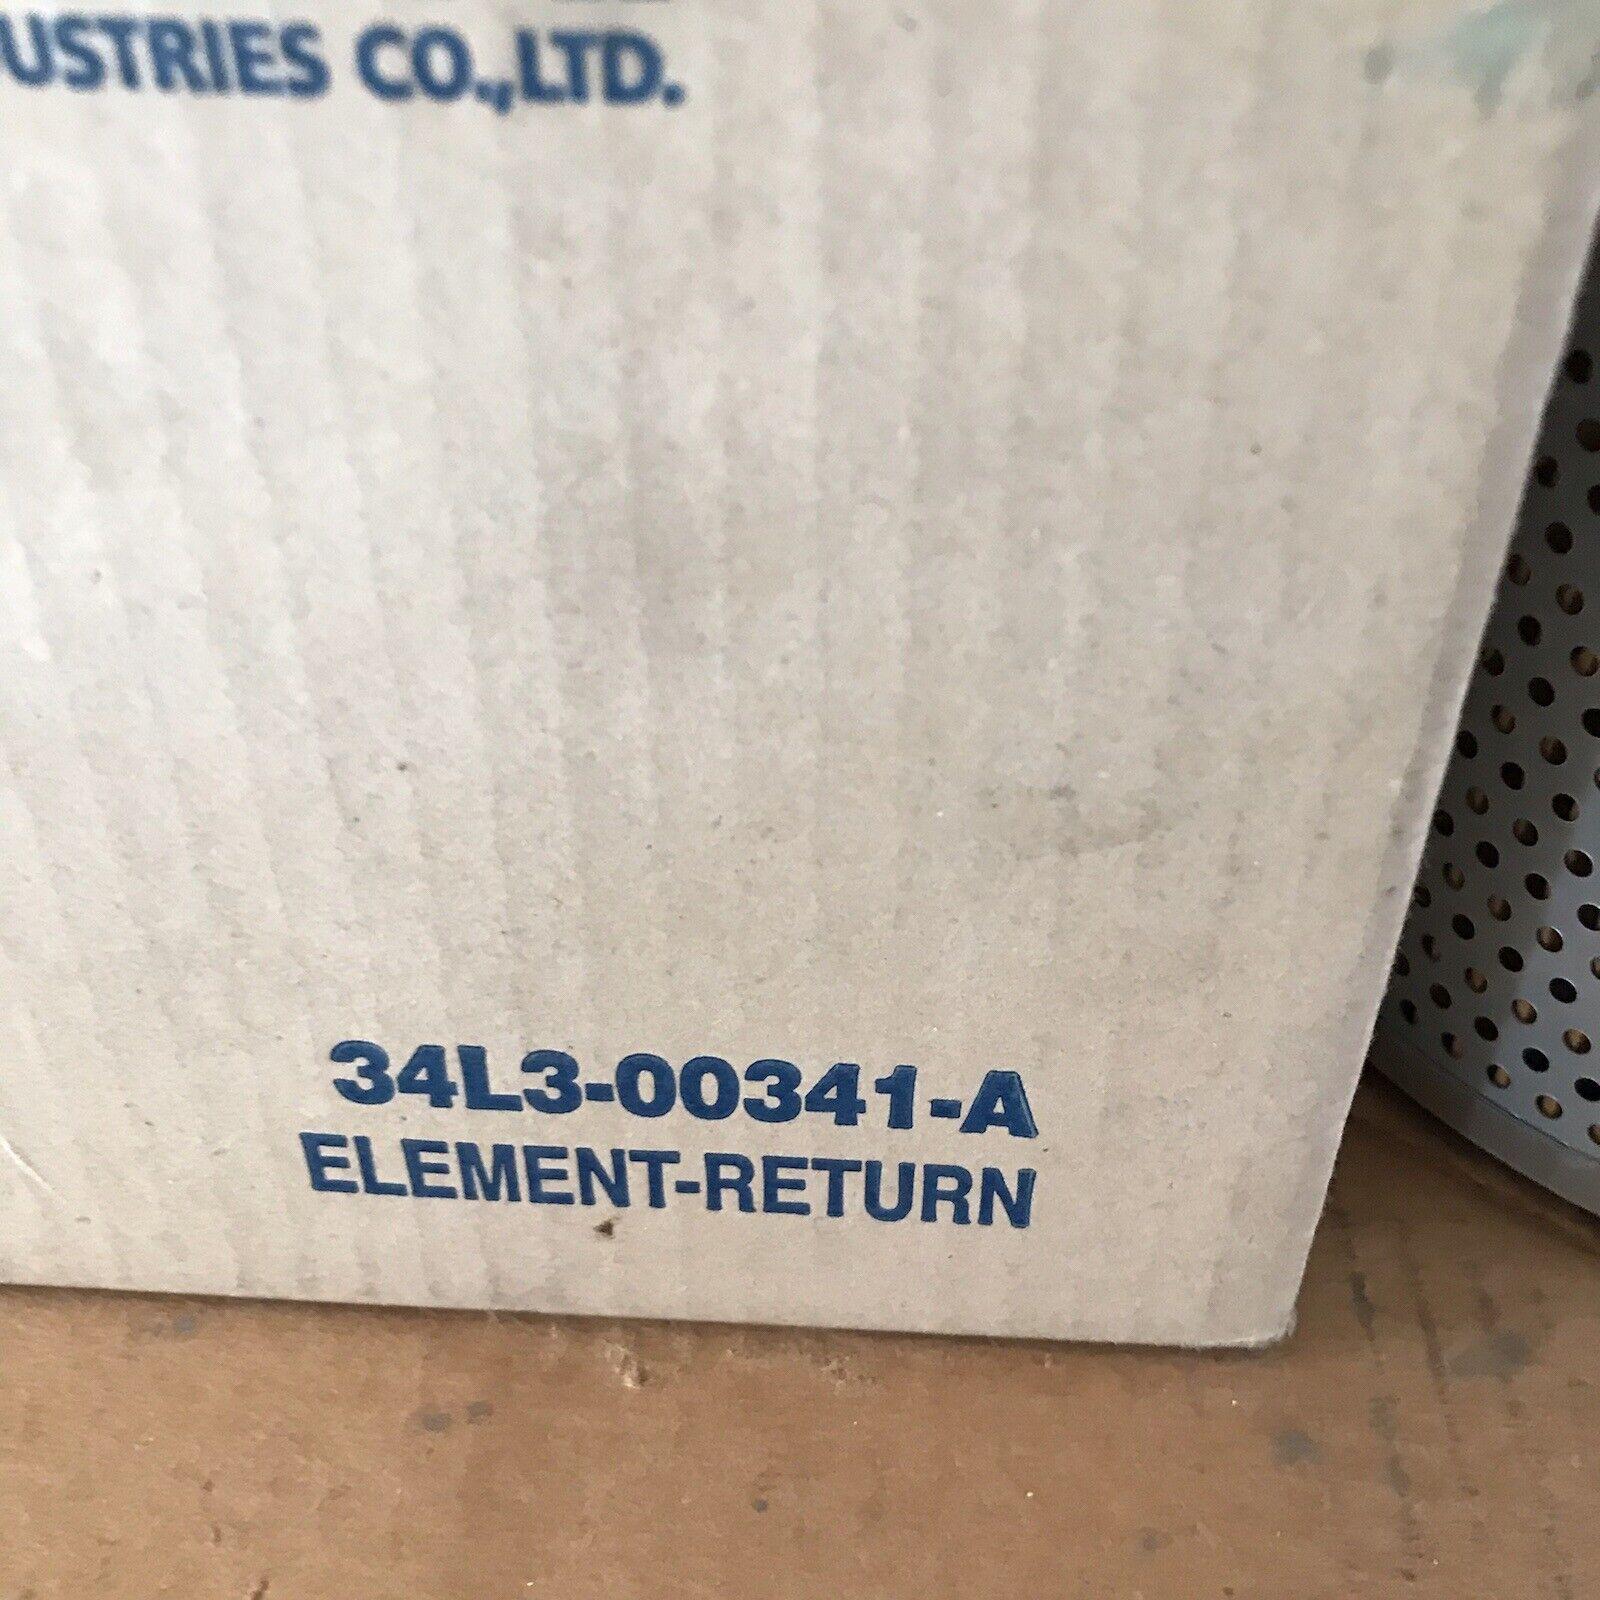 USTRIES CO.,LTD.
34L3-00341-A
ELEMENT-RETURN